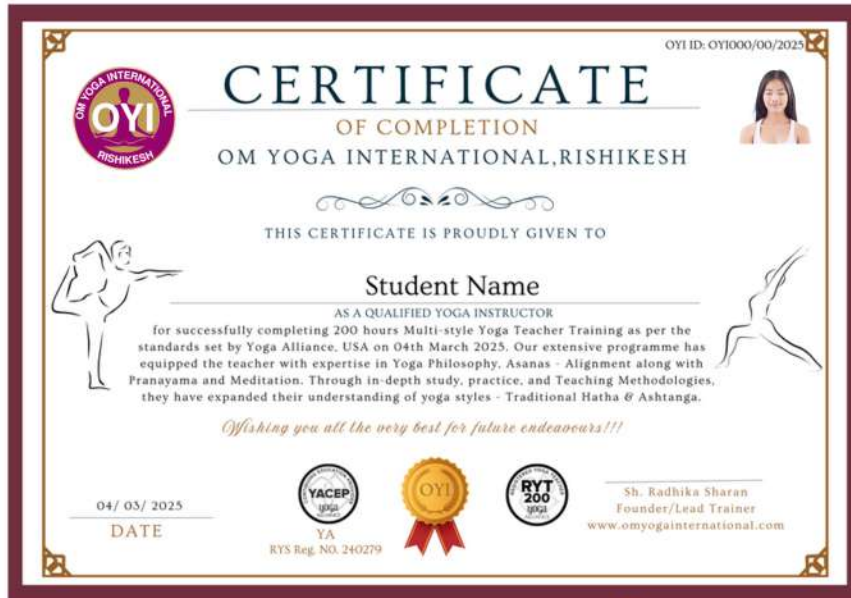 OYI ID: OYI000/00/2025
OM YOGA INTERNATIONAL
OYI
RISHIKESH
CERTIFICATE
OF COMPLETION
OM YOGA INTERNATIONAL,RISHIKESH
THIS CERTIFICATE IS PROUDLY GIVEN TO
Student Name
AS A QUALIFIED YOGA INSTRUCTOR
for successfully completing 200 hours Multi-style Yoga Teacher Training as per the
standards set by Yoga Alliance, USA on 04th March 2025. Our extensive programme has
equipped the teacher with expertise in Yoga Philosophy, Asanas - Alignment along with
Pranayama and Meditation. Through in-depth study, practice, and Teaching Methodologies,
they have expanded their understanding of yoga styles - Traditional Hatha & Ashtanga.
Wishing you all the very best for future endeavours!!!
04/ 03/ 2025
DATE
YACEP
yoga
YA
RYS Reg. NO. 240279
OYI
REGISTERED YOGA TEACHER
RYT
200
yoga
Sh. Radhika Sharan
Founder/Lead Trainer
www.omyogainternational.com